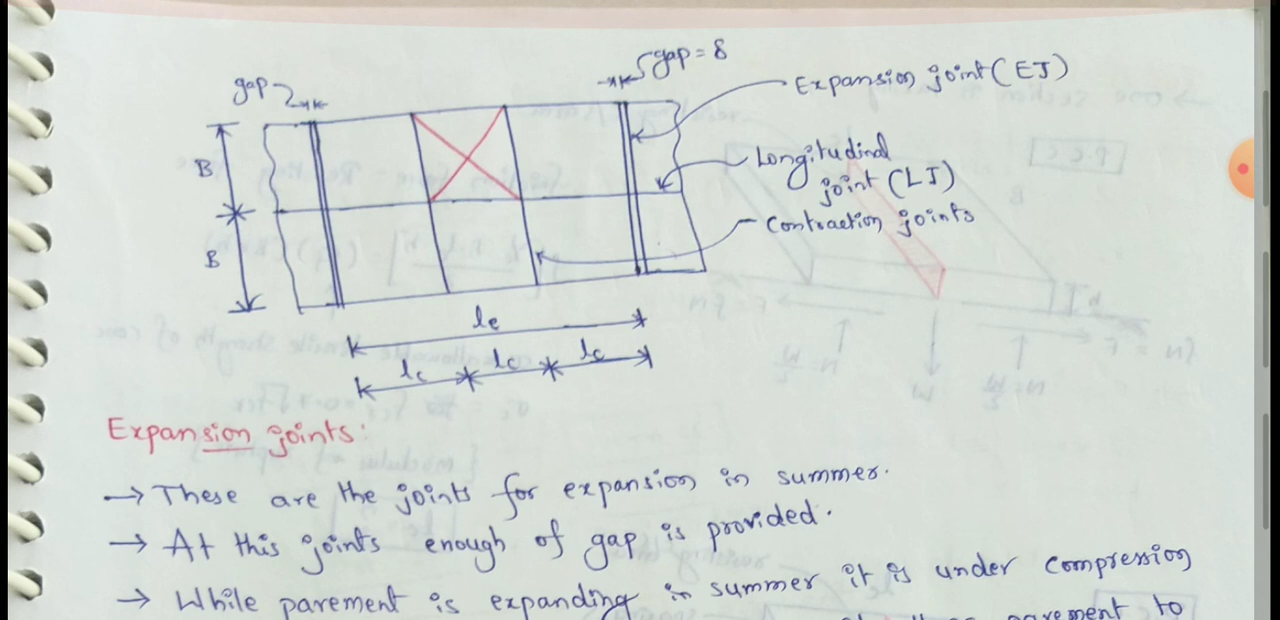 gap
gap = δ
Expansion joint (EJ)
B
Longitudinal
joint (LJ)
Contraction joints
B
le
lc
lc
lc
Expansion joints:
→ These are the joints for expansion in summer.
→ At this joints enough of gap is provided.
→ While pavement is expanding in summer it is under compression
pavement to